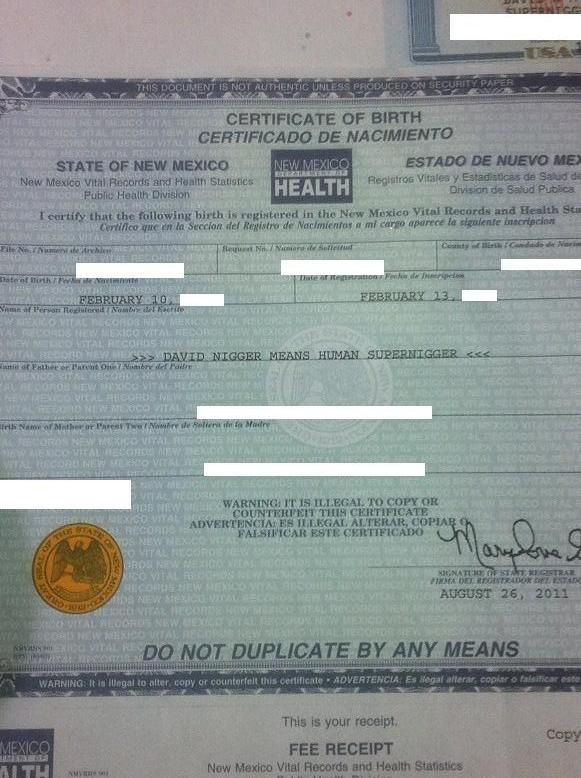 SUPERNIGG
USA
THIS DOCUMENT IS NOT AUTHENTIC UNLESS PRODUCED ON SECURITY PAPER
CERTIFICATE OF BIRTH
CERTIFICADO DE NACIMIENTO
STATE OF NEW MEXICO
New Mexico Vital Records and Health Statistics
Public Health Division
NEW MEXICO
DEPARTMENT OF
HEALTH
ESTADO DE NUEVO MEX
Registros Vitales y Estadisticas de Salud de
Division de Salud Publica
I certify that the following birth is registered in the New Mexico Vital Records and Health Sta
Certifico que en la Seccion del Registro de Nacimientos a mi cargo aparece la siguiente inscripcion
File No. / Numero de Archivo
Request No. / Numero de Solicitud
County of Birth / Condado de Nacim
Date of Birth / Fecha de Nacimiento
Date of Registration / Fecha de Inscripcion
FEBRUARY 10,
FEBRUARY 13,
Name of Person Registered / Nombre del Escrito
>>> DAVID NIGGER MEANS HUMAN SUPERNIGGER <<<
Name of Father or Parent One / Nombre del Padre
Birth Name of Mother or Parent Two / Nombre de Soltera de la Madre
WARNING: IT IS ILLEGAL TO COPY OR
COUNTERFEIT THIS CERTIFICATE
ADVERTENCIA: ES ILLEGAL ALTERAR, COPIAR O
FALSIFICAR ESTE CERTIFICADO
SIGNATURE OF STATE REGISTRAR
FIRMA DEL REGISTRADOR DEL ESTAD
AUGUST 26, 2011
DO NOT DUPLICATE BY ANY MEANS
WARNING: It is illegal to alter, copy or counterfeit this certificate • ADVERTENCIA: Es illegal alterar, copiar o falsificar este
This is your receipt.
MEXICO
FEE RECEIPT
Copy
New Mexico Vital Records and Health Statistics
Public Health Division